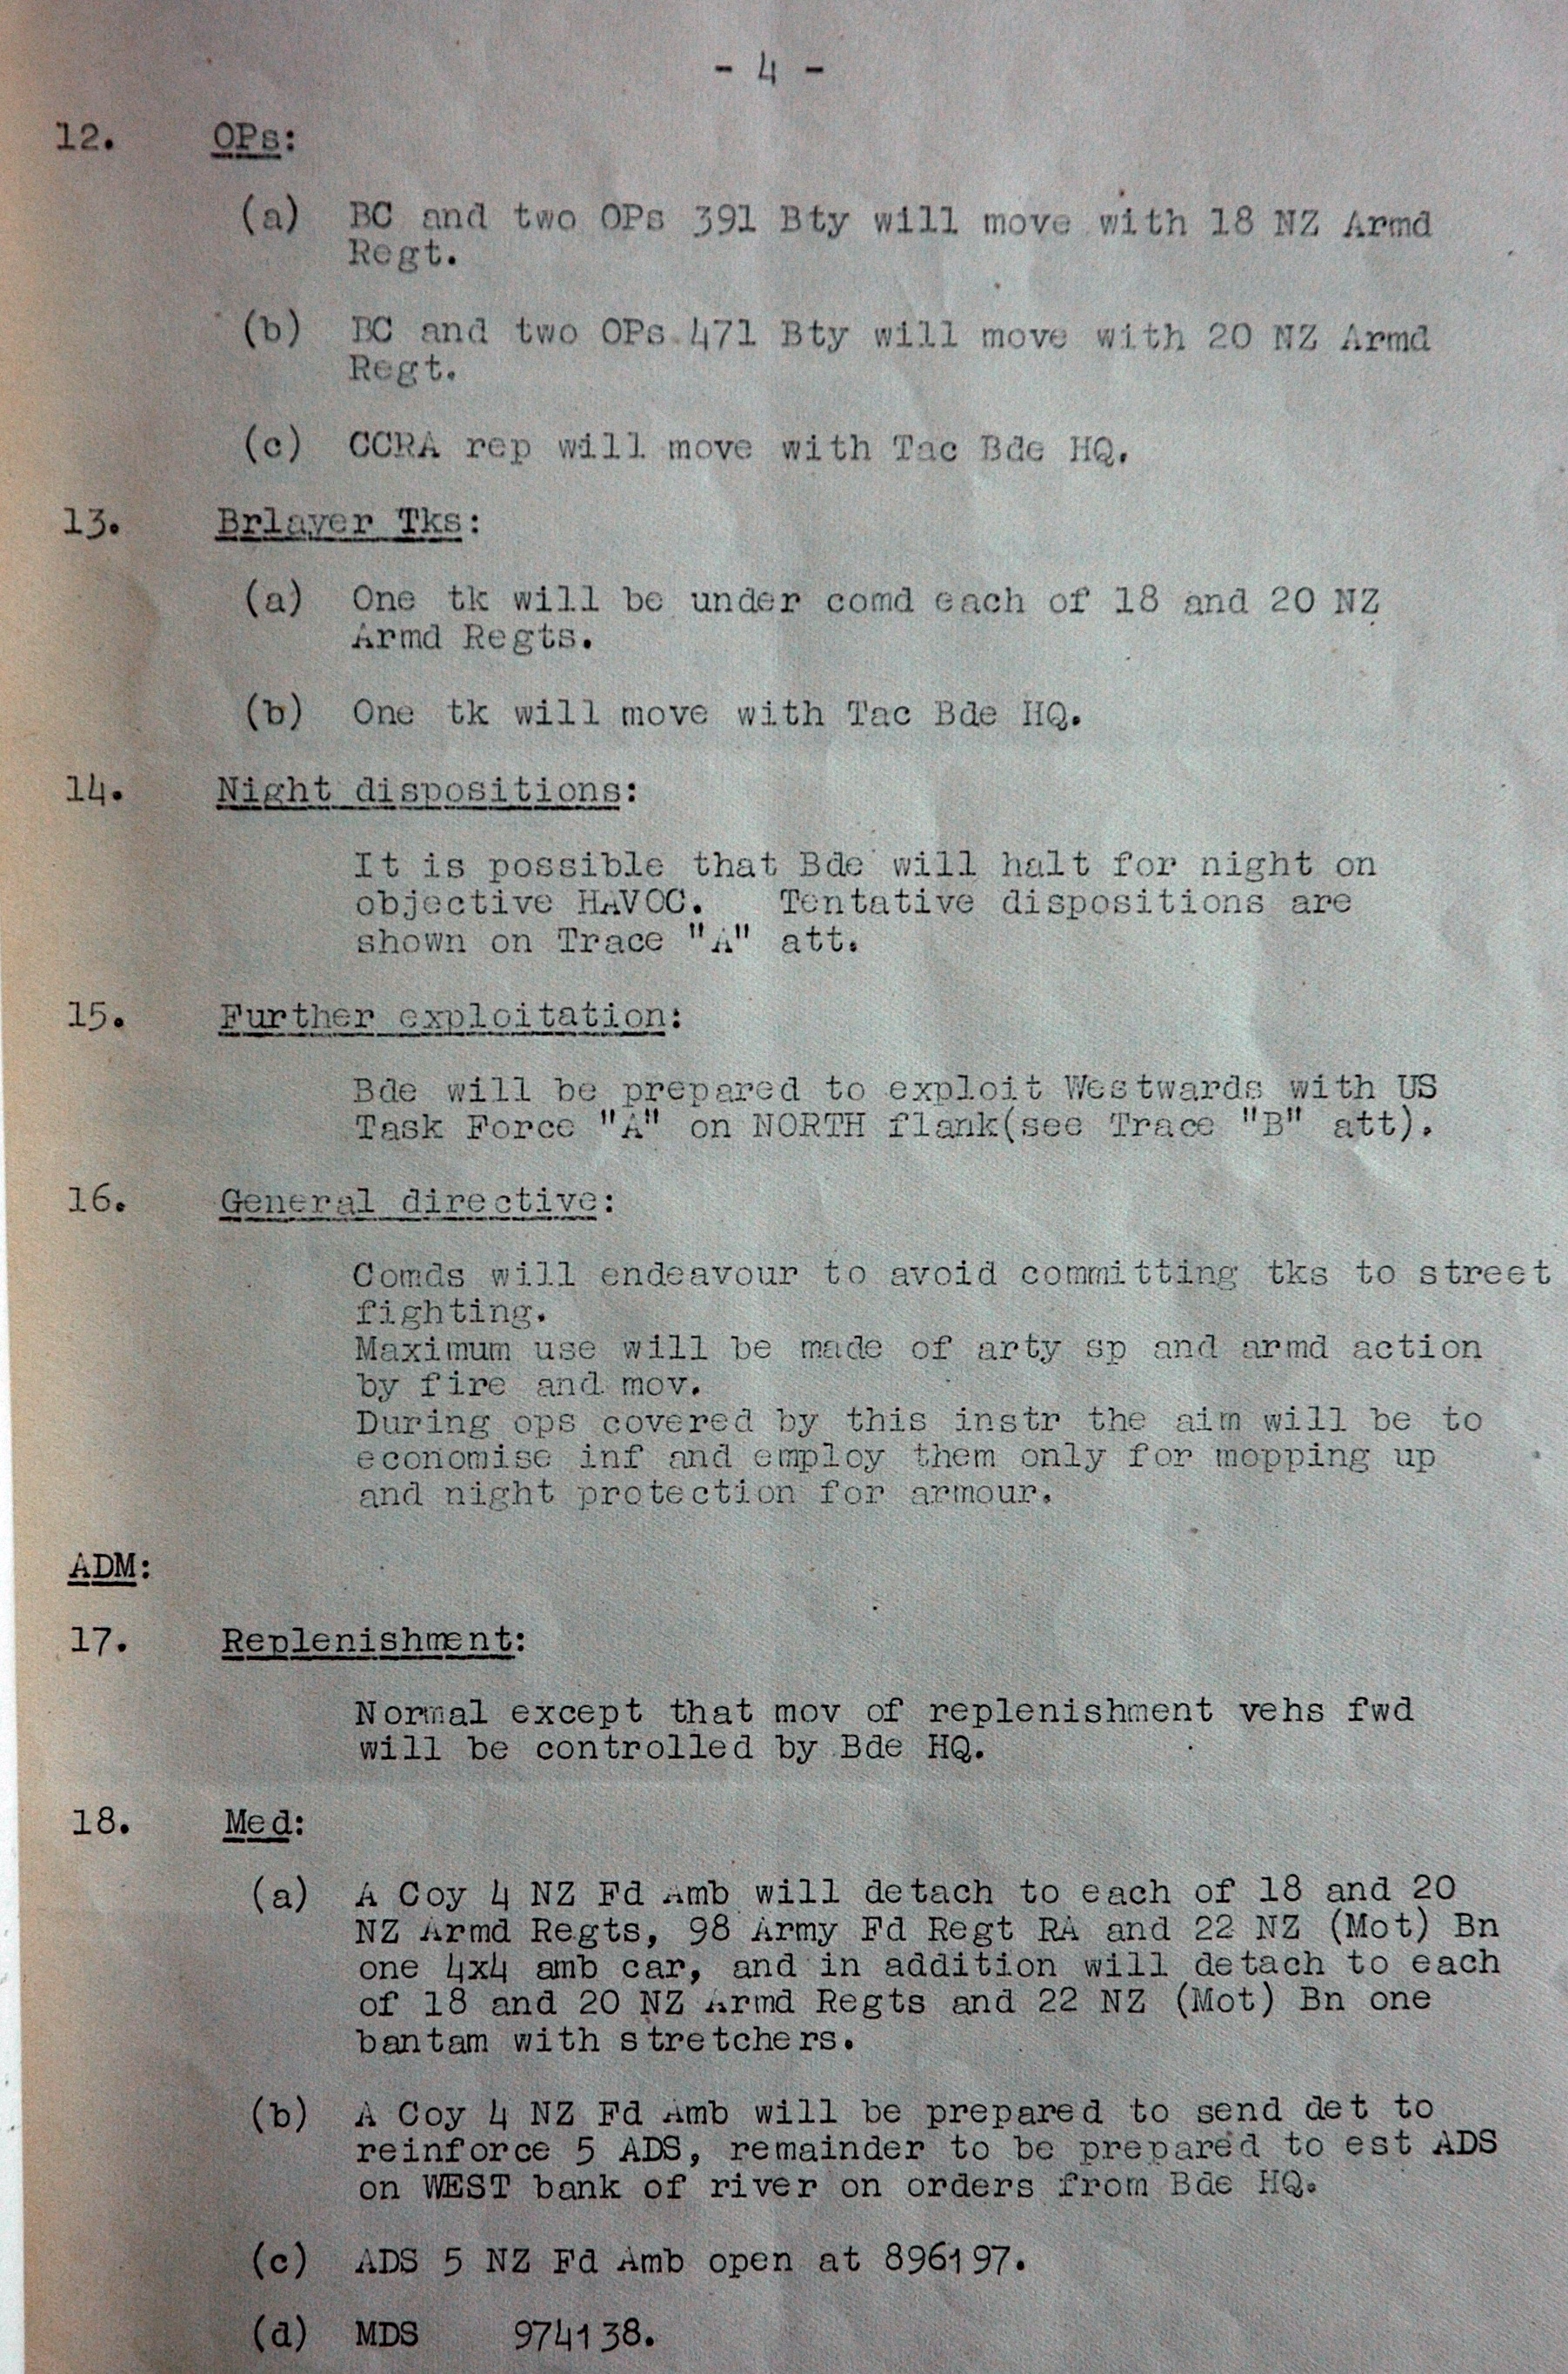 - 4 -
12. OPs:
(a) BC and two OPs 391 Bty will move with 18 NZ Armd
Regt.
(b) BC and two OPs 471 Bty will move with 20 NZ Armd
Regt.
(c) CCRA rep will move with Tac Bde HQ.
13. Brlayer Tks:
(a) One tk will be under comd each of 18 and 20 NZ
Armd Regts.
(b) One tk will move with Tac Bde HQ.
14. Night dispositions:
It is possible that Bde will halt for night on
objective HAVOC. Tentative dispositions are
shown on Trace "A" att.
15. Further exploitation:
Bde will be prepared to exploit Westwards with US
Task Force "A" on NORTH flank(see Trace "B" att).
16. General directive:
Comds will endeavour to avoid committing tks to street
fighting.
Maximum use will be made of arty sp and armd action
by fire and mov.
During ops covered by this instr the aim will be to
economise inf and employ them only for mopping up
and night protection for armour.
ADM:
17. Replenishment:
Normal except that mov of replenishment vehs fwd
will be controlled by Bde HQ.
18. Med:
(a) A Coy 4 NZ Fd Amb will detach to each of 18 and 20
NZ Armd Regts, 98 Army Fd Regt RA and 22 NZ (Mot) Bn
one 4x4 amb car, and in addition will detach to each
of 18 and 20 NZ Armd Regts and 22 NZ (Mot) Bn one
bantam with stretchers.
(b) A Coy 4 NZ Fd Amb will be prepared to send det to
reinforce 5 ADS, remainder to be prepared to est ADS
on WEST bank of river on orders from Bde HQ.
(c) ADS 5 NZ Fd Amb open at 896197.
(d) MDS 974138.